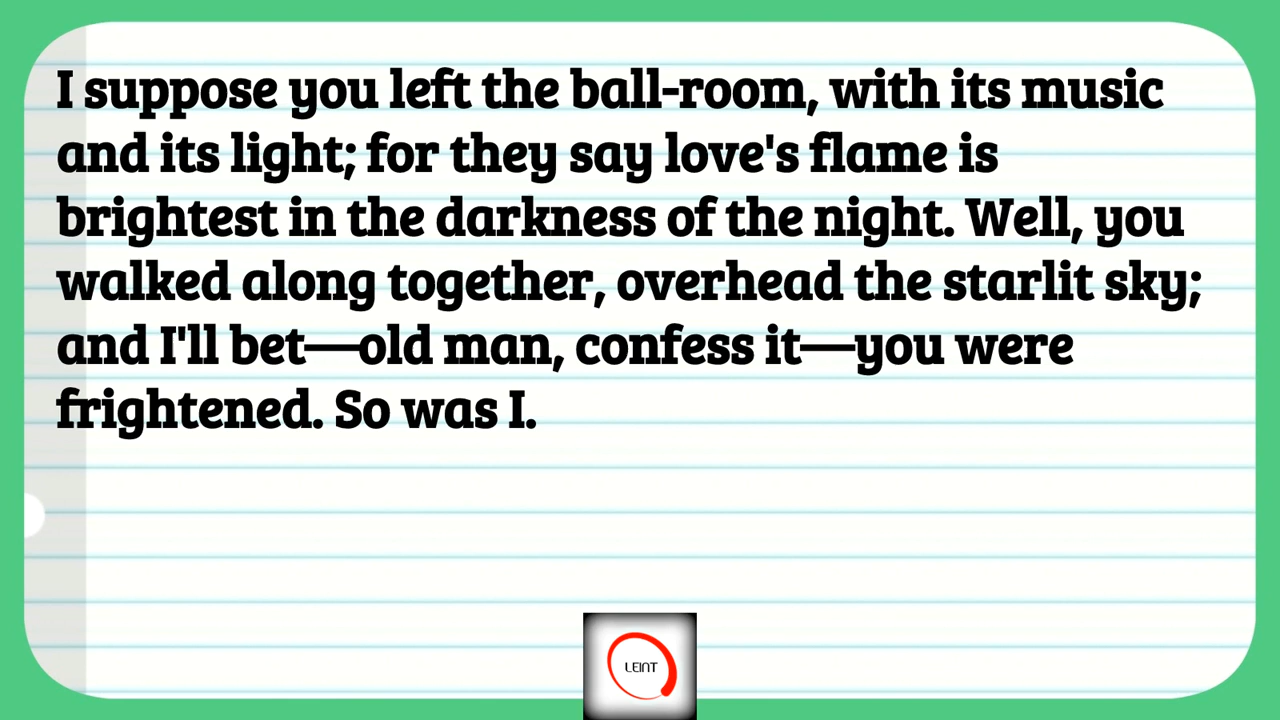 I suppose you left the ball-room, with its music
and its light; for they say love's flame is
brightest in the darkness of the night. Well, you
walked along together, overhead the starlit sky;
and I'll bet—old man, confess it—you were
frightened. So was I.
LEINT